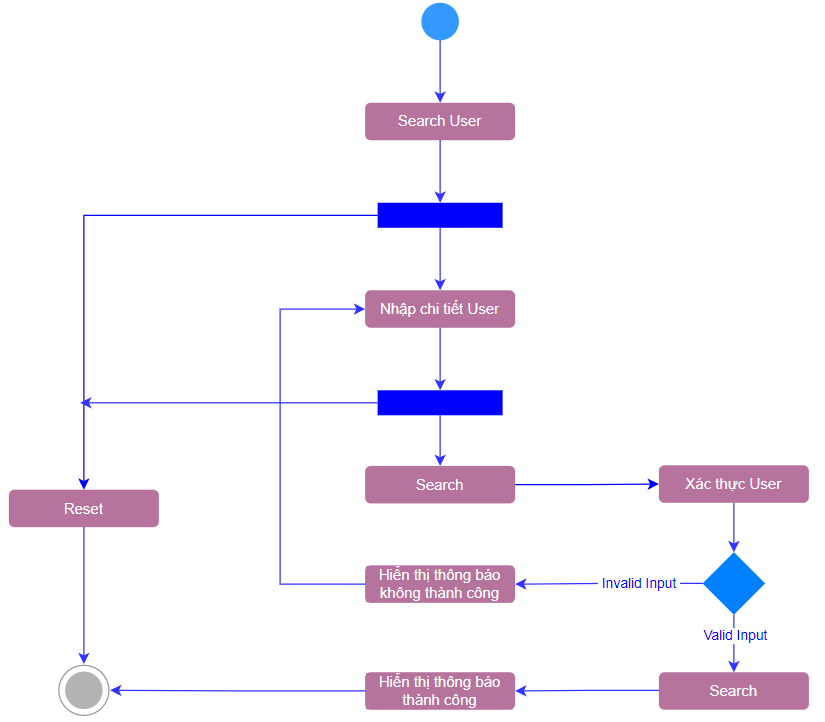 Search User
Nhập chi tiết User
Search
Xác thực User
Reset
Hiển thị thông báo
không thành công
Invalid Input
Valid Input
Hiển thị thông báo
thành công
Search